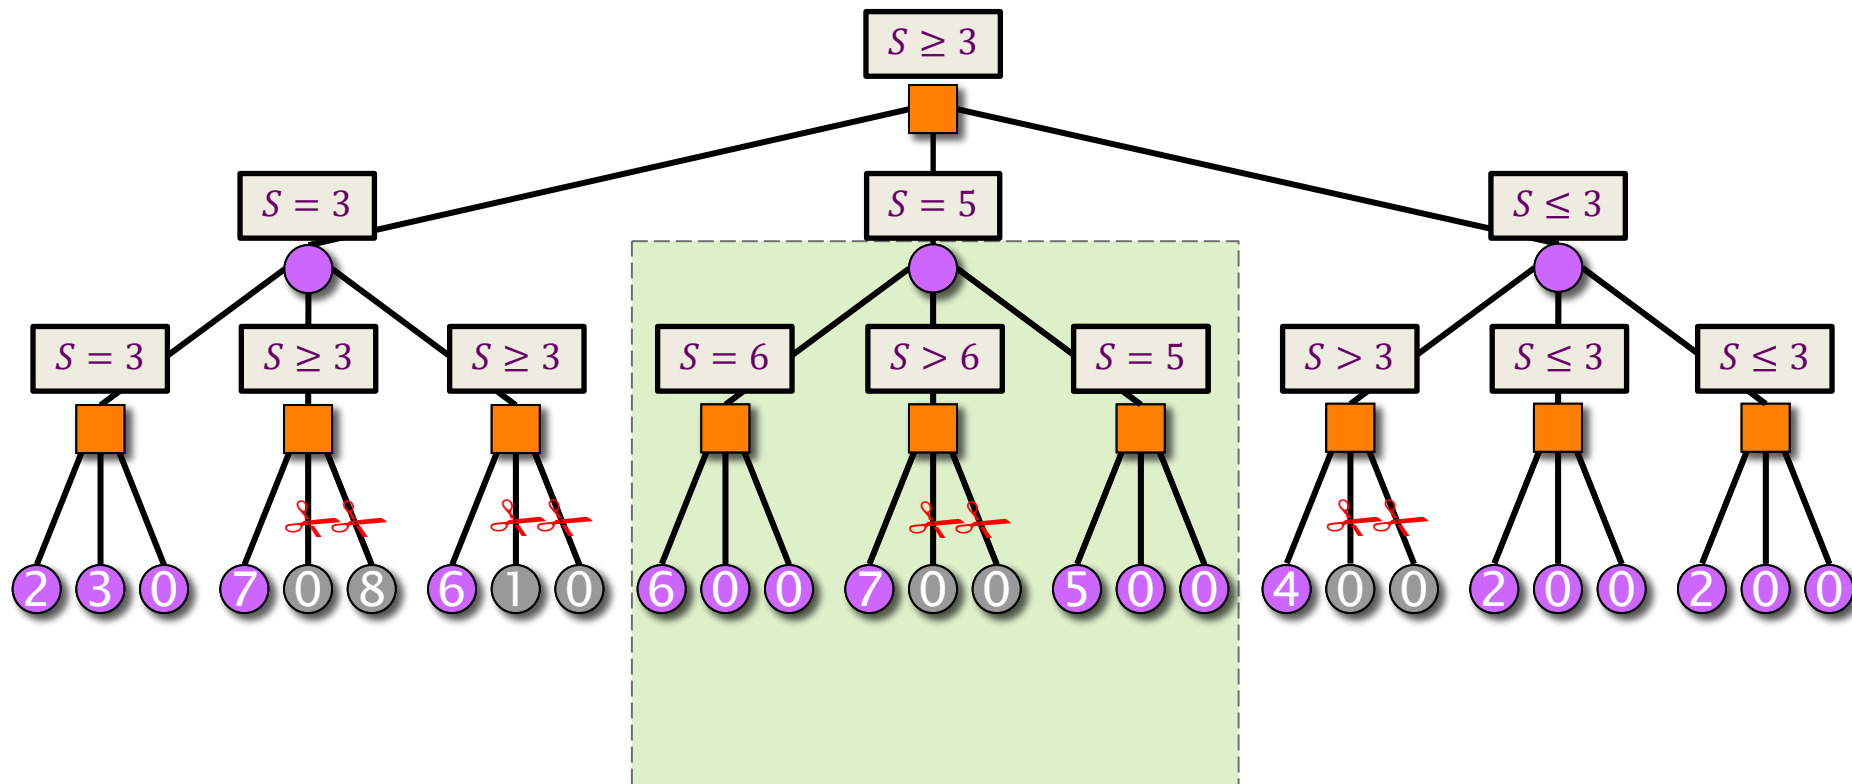 S ≥ 3
S = 3 S = 5 S ≤ 3
S = 3 S ≥ 3 S ≥ 3 S = 6 S > 6 S = 5 S > 3 S ≤ 3 S ≤ 3
2 3 0 7 0 8 6 1 0 6 0 0 7 0 0 5 0 0 4 0 0 2 0 0 2 0 0